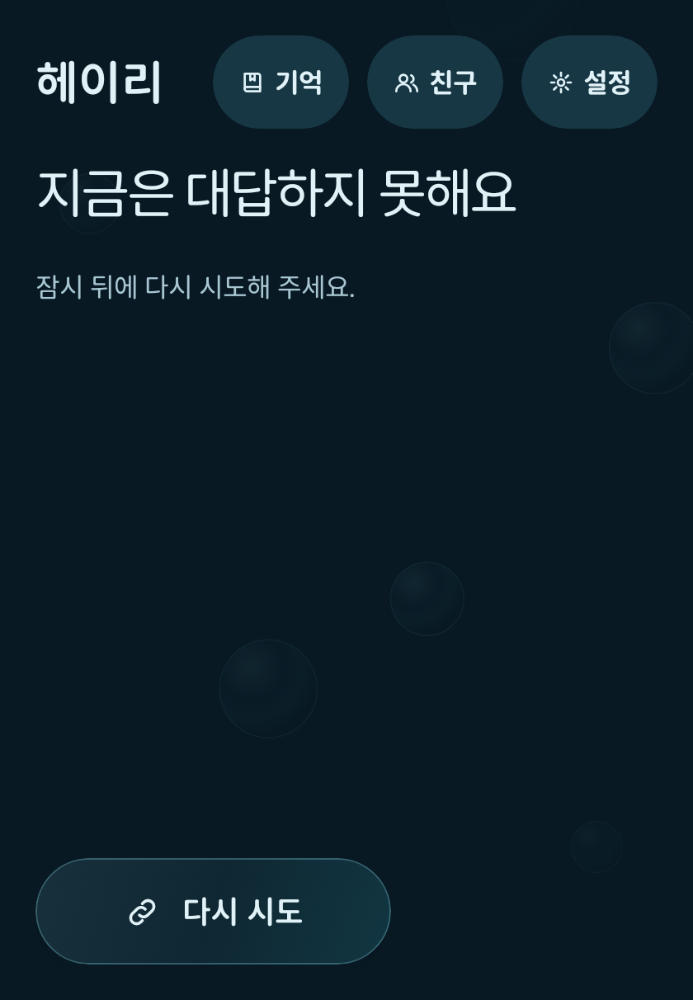 헤이리
기억
친구
설정
지금은 대답하지 못해요
잠시 뒤에 다시 시도해 주세요.
다시 시도